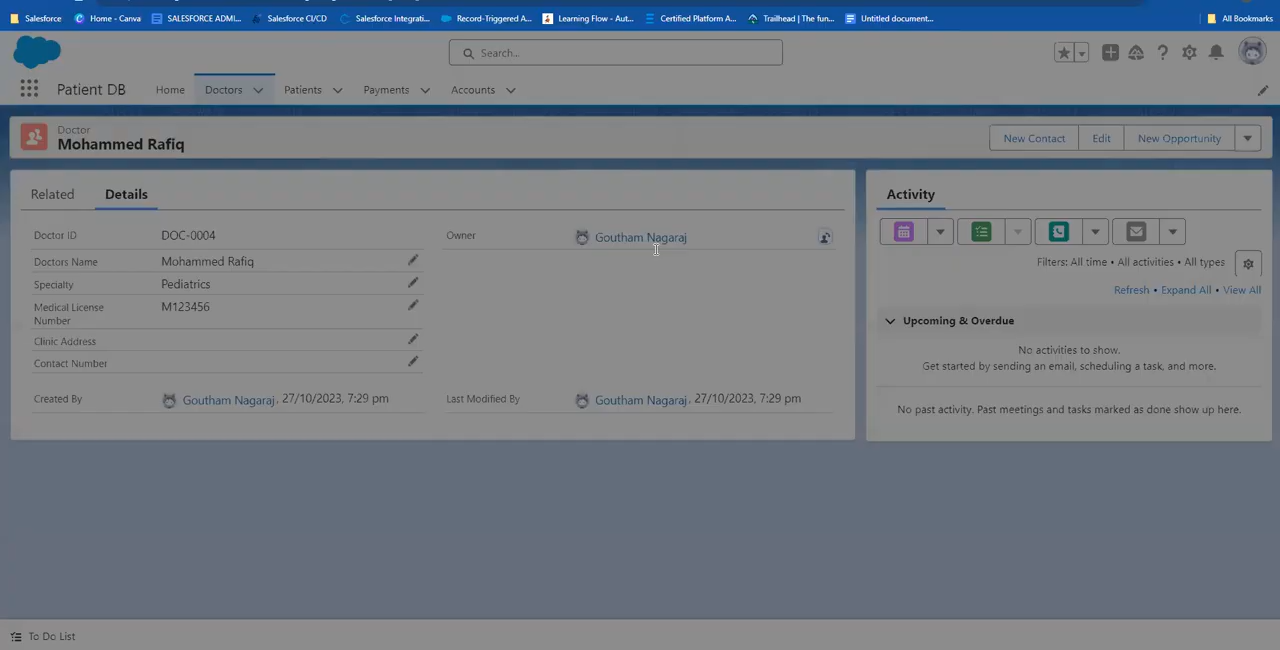 Salesforce Home - Canva SALESFORCE ADMI... Salesforce CI/CD Salesforce Integrati... Record-Triggered A... Learning Flow - Aut... Certified Platform A... Trailhead | The fun... Untitled document... All Bookmarks
Search...
Patient DB Home Doctors Patients Payments Accounts
Doctor
Mohammed Rafiq
New Contact Edit New Opportunity
Related Details
Activity
Doctor ID DOC-0004
Owner Goutham Nagaraj
Doctors Name Mohammed Rafiq
Specialty Pediatrics
Medical License
Number
M123456
Clinic Address
Contact Number
Created By Goutham Nagaraj, 27/10/2023, 7:29 pm
Last Modified By Goutham Nagaraj, 27/10/2023, 7:29 pm
Filters: All time • All activities • All types
Refresh • Expand All • View All
Upcoming & Overdue
No activities to show.
Get started by sending an email, scheduling a task, and more.
No past activity. Past meetings and tasks marked as done show up here.
To Do List